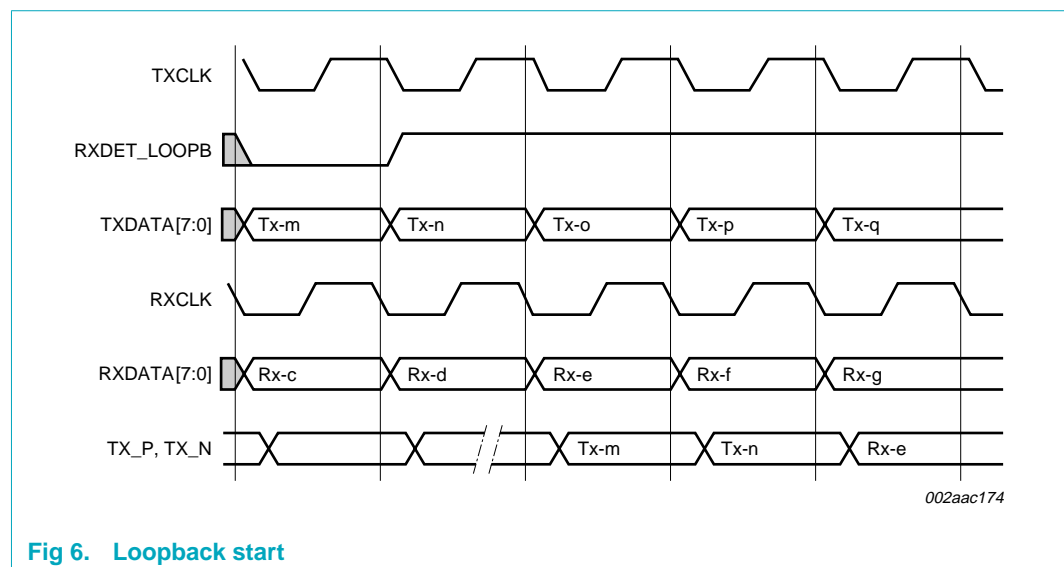 TXCLK
RXDET_LOOPB
TXDATA[7:0] Tx-m Tx-n Tx-o Tx-p Tx-q
RXCLK
RXDATA[7:0] Rx-c Rx-d Rx-e Rx-f Rx-g
TX_P, TX_N Tx-m Tx-n Rx-e
002aac174
Fig 6. Loopback start